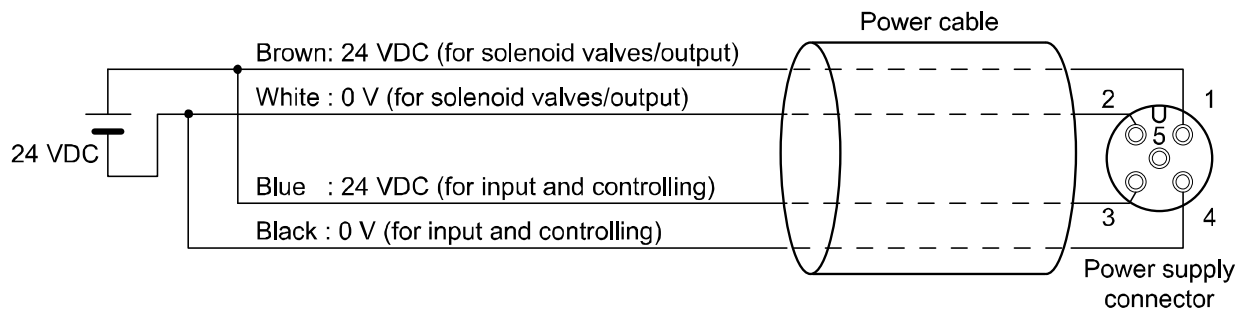 Power cable
Brown: 24 VDC (for solenoid valves/output)
White : 0 V (for solenoid valves/output)
2
1
5
24 VDC
Blue : 24 VDC (for input and controlling)
3
4
Black : 0 V (for input and controlling)
Power supply
connector